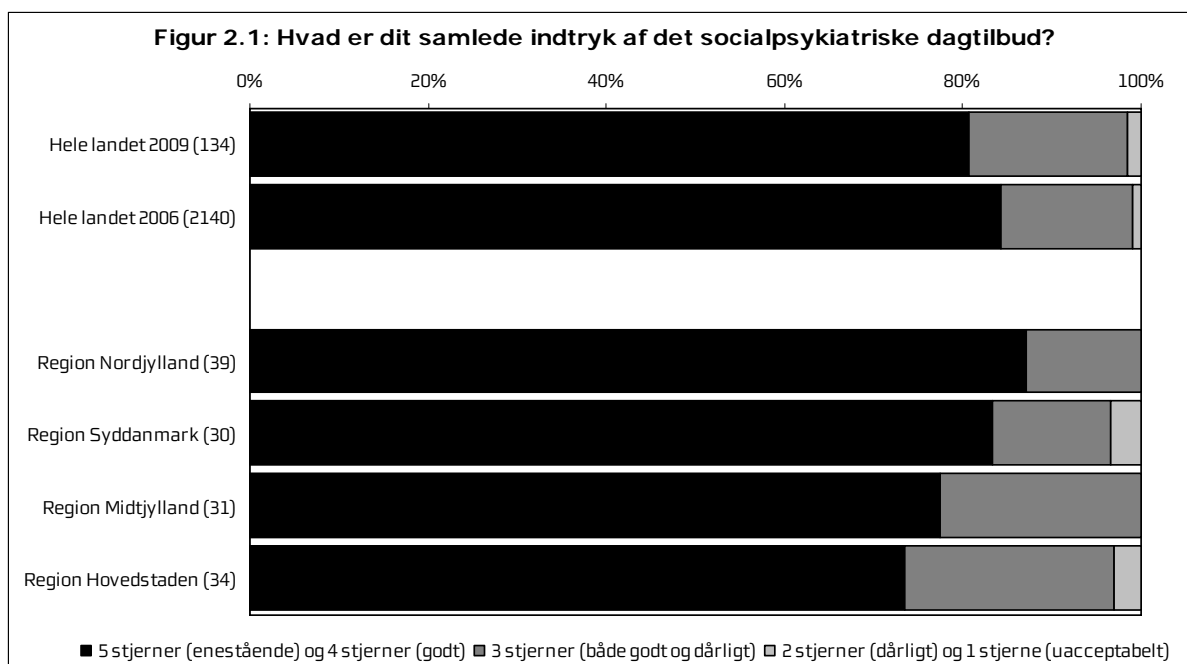 Figur 2.1: Hvad er dit samlede indtryk af det socialpsykiatriske dagtilbud?
0% 20% 40% 60% 80% 100%
Hele landet 2009 (134)
Hele landet 2006 (2140)
Region Nordjylland (39)
Region Syddanmark (30)
Region Midtjylland (31)
Region Hovedstaden (34)
5 stjerner (enestående) og 4 stjerner (godt) 3 stjerner (både godt og dårligt) 2 stjerner (dårligt) og 1 stjerne (uacceptabelt)